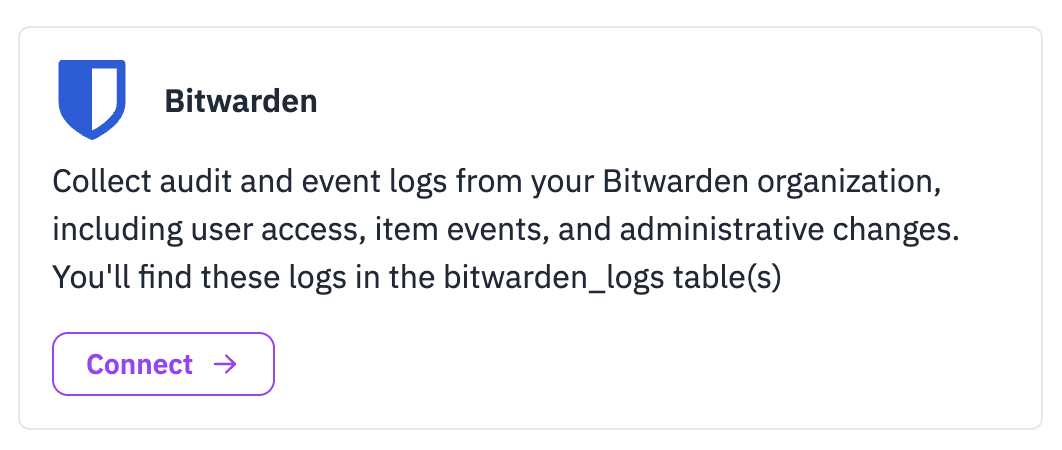 Bitwarden
Collect audit and event logs from your Bitwarden organization,
including user access, item events, and administrative changes.
You'll find these logs in the bitwarden_logs table(s)
Connect →